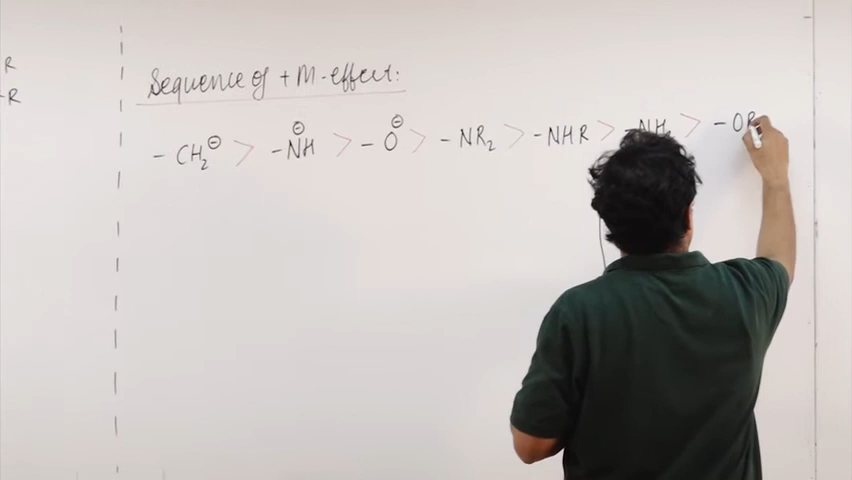 R
-R
Sequence of +M-effect:
- CH₂⊖ > -NH⊖ > - O⊖ > - NR₂ > -NHR > -NH₂ > - OR